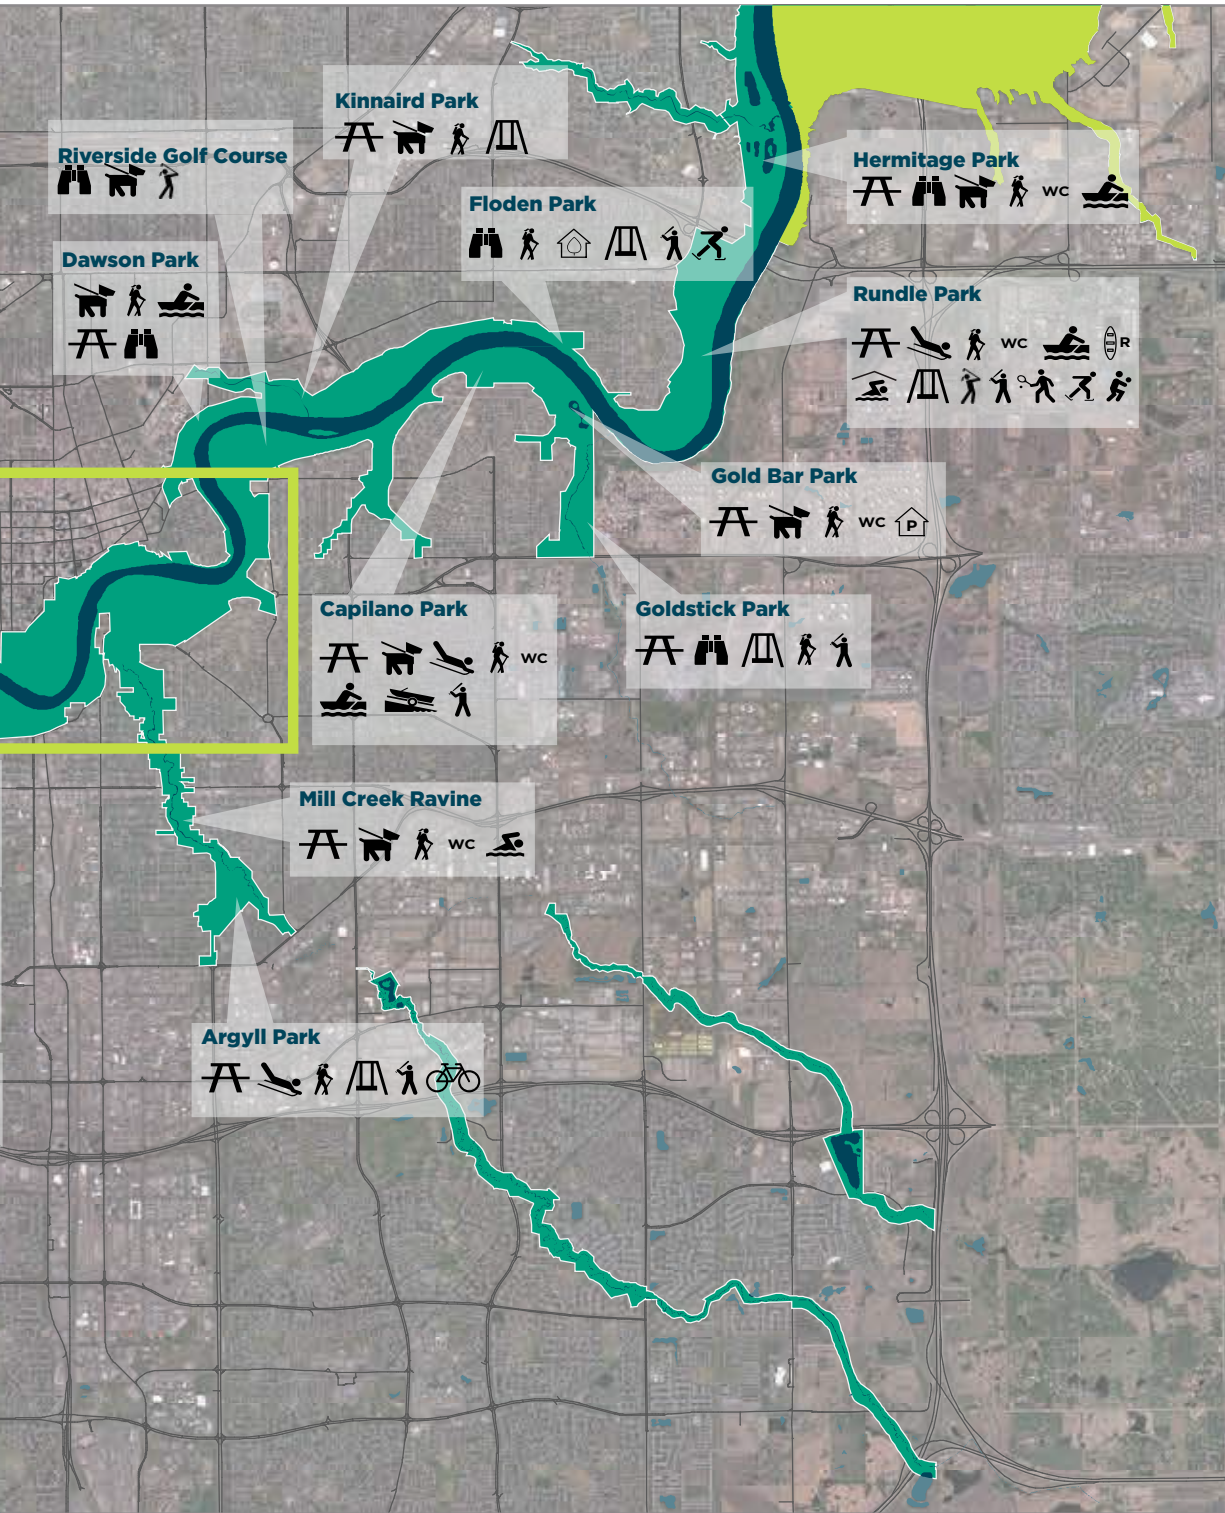 Kinnaird Park
Riverside Golf Course
Hermitage Park
WC
Floden Park
Dawson Park
Rundle Park
WC
R
Gold Bar Park
WC
P
Capilano Park
WC
Goldstick Park
Mill Creek Ravine
WC
Argyll Park